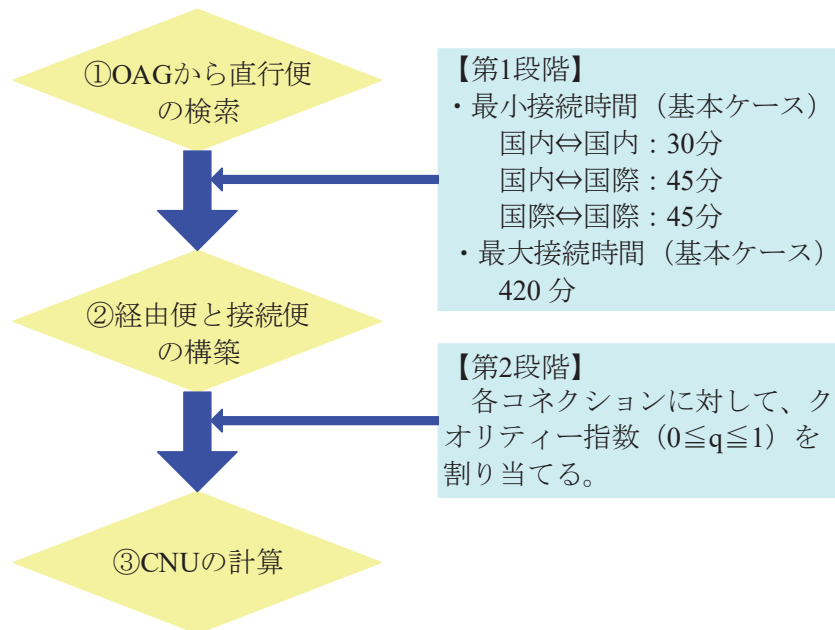 ①OAGから直行便
の検索
【第1段階】
・最小接続時間（基本ケース）
国内⇔国内：30分
国内⇔国際：45分
国際⇔国際：45分
・最大接続時間（基本ケース）
420 分
②経由便と接続便
の構築
【第2段階】
各コネクションに対して、ク
オリティー指数（0≦q≦1）を
割り当てる。
③CNUの計算